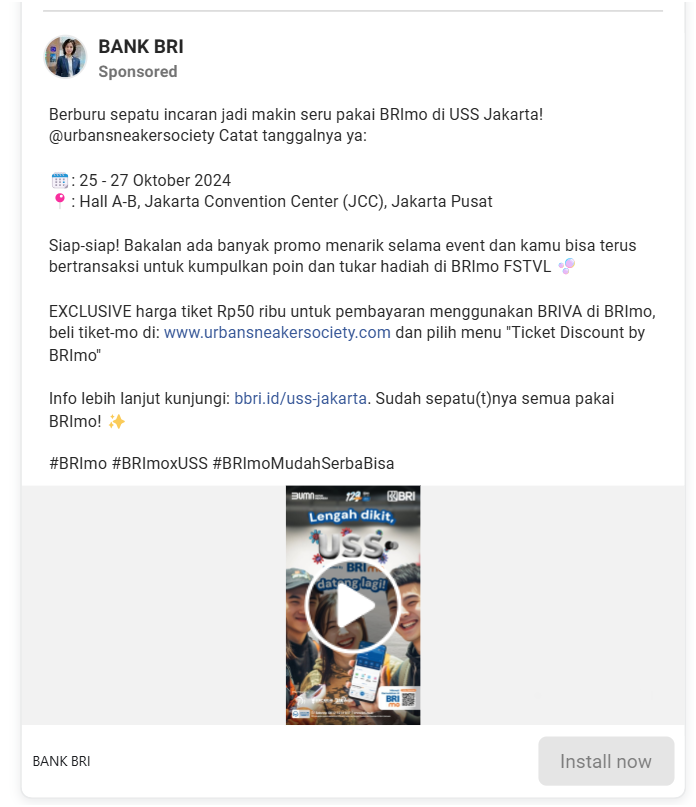 BANK BRI
Sponsored
Berburu sepatu incaran jadi makin seru pakai BRImo di USS Jakarta!
@urbansneakersociety Catat tanggalnya ya:
📅: 25 - 27 Oktober 2024
📍: Hall A-B, Jakarta Convention Center (JCC), Jakarta Pusat
Siap-siap! Bakalan ada banyak promo menarik selama event dan kamu bisa terus
bertransaksi untuk kumpulkan poin dan tukar hadiah di BRImo FSTVL 🫧
EXCLUSIVE harga tiket Rp50 ribu untuk pembayaran menggunakan BRIVA di BRImo,
beli tiket-mo di: www.urbansneakersociety.com dan pilih menu "Ticket Discount by
BRImo"
Info lebih lanjut kunjungi: bbri.id/uss-jakarta. Sudah sepatu(t)nya semua pakai
BRImo! ✨
#BRImo #BRImoxUSS #BRImoMudahSerbaBisa
BUMN
129
BRI
Lengah dikit,
USS
BRImo
datang lagi!
BRI
mo
BANK BRI
Install now